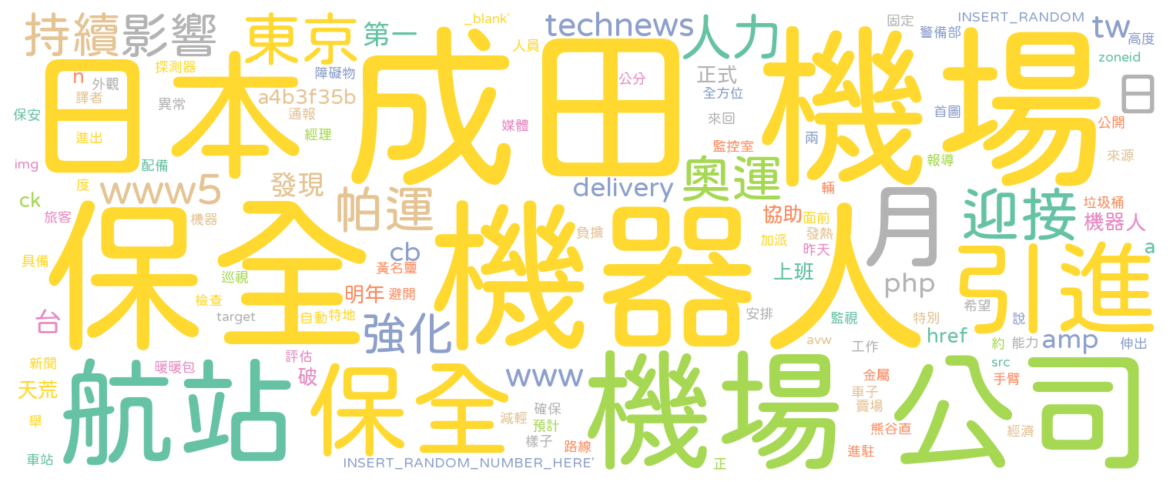 持續影響 東京 第一 technews 人力 tw
_blank' 人員 固定 警備部 INSERT_RANDOM 高度
n 外觀 探測器 障礙物 公分 正式 全方位 zoneid
譯者 異常 a4b3f35b 通報 來回 首圖 日
日本成田機場
保安 進出 經理 媒體 監控室 兩 報導 公開 來源
img 配備 度 www5 發現 delivery 奧運 輔 垃圾桶
ck 旅客 機器 帕運 協助 面前 月 迎接 機器人
保全機器人引進
具備 巡視 cb 黃名璽 負擔 加派 發熱 昨天 a
檢查 target 自動 特地 明年 避開 上班 php 希望 說
台 強化 安排 監視 特別 href 約 能力 amp 伸出
新聞 暖暖包 評估 avw 工作 src
天荒 航站 破 保全 www 機場公司 金屬 手臂
舉 減輕 確保 預計 車子 賣場 熊谷直 經濟
車站 樣子 路線 正 進駐
INSERT_RANDOM_NUMBER_HERE'